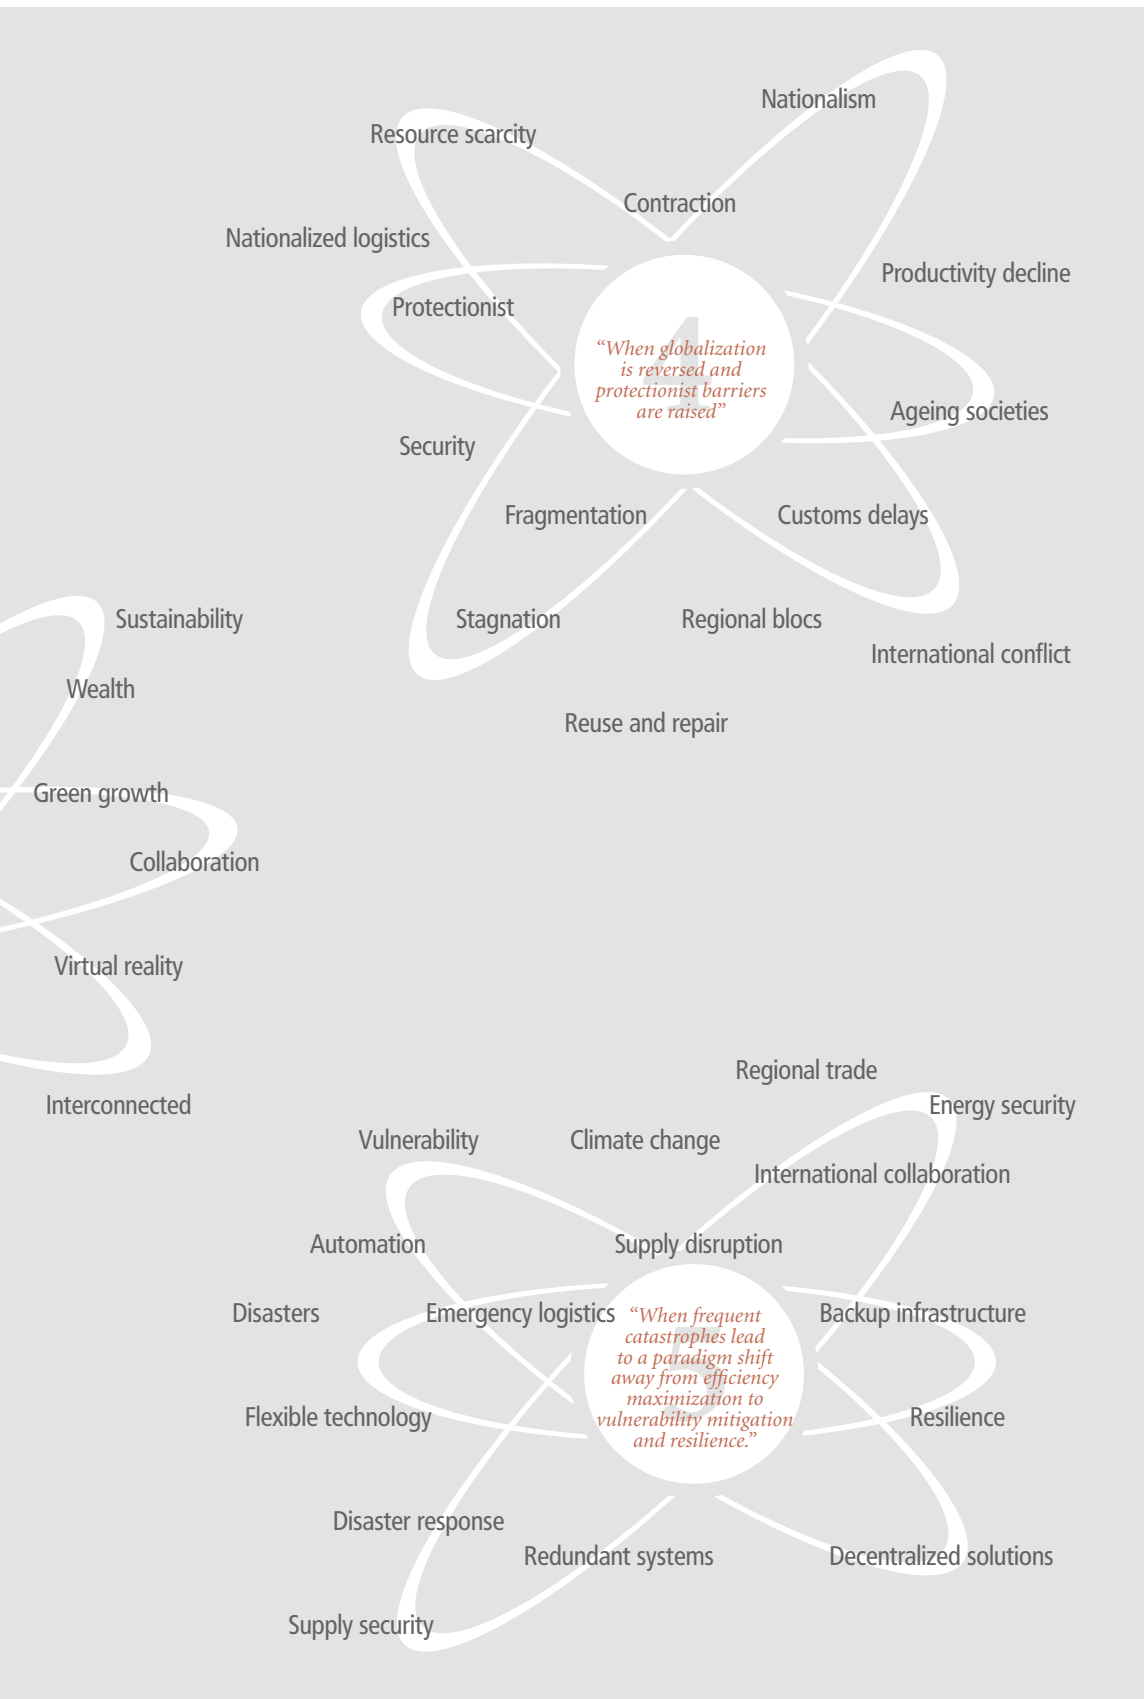 Nationalism
Resource scarcity
Contraction
Nationalized logistics
Productivity decline
Protectionist
4
“When globalization
is reversed and
protectionist barriers
are raised”
Ageing societies
Security
Fragmentation
Customs delays
Stagnation
Regional blocs
International conflict
Reuse and repair
Sustainability
Wealth
Green growth
Collaboration
Virtual reality
Interconnected
Regional trade
Energy security
Vulnerability
Climate change
International collaboration
Automation
Supply disruption
Disasters
Emergency logistics
Backup infrastructure
5
“When frequent
catastrophes lead
to a paradigm shift
away from efficiency
maximization to
vulnerability mitigation
and resilience.”
Flexible technology
Resilience
Disaster response
Redundant systems
Decentralized solutions
Supply security